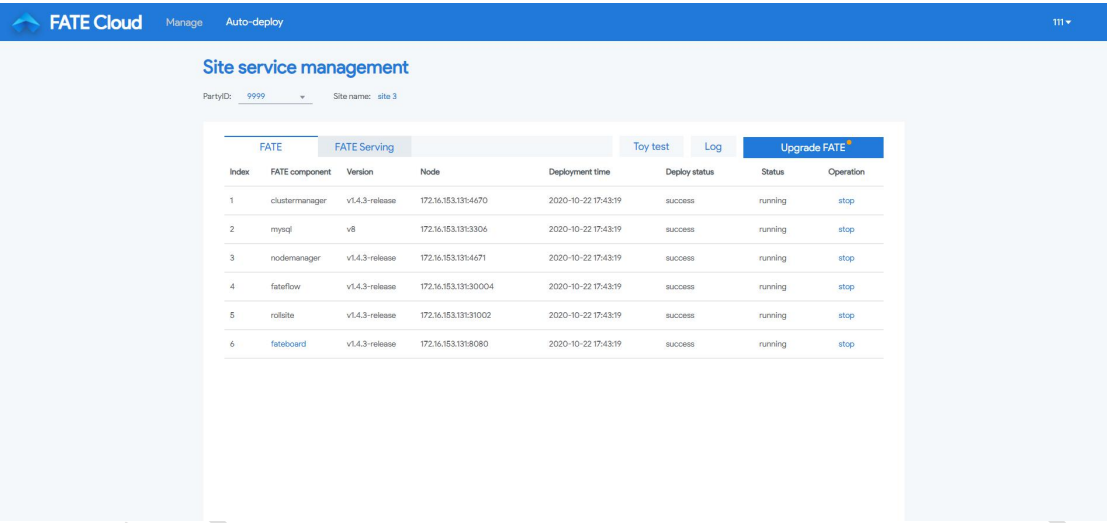 FATE Cloud Manage Auto-deploy 111
Site service management
PartyID: 9999 Site name: site 3
FATE FATE Serving Toy test Log Upgrade FATE
Index FATE component Version Node Deployment time Deploy status Status Operation
1 clustermanager v1.4.3-release 172.16.153.131:4670 2020-10-22 17:43:19 success running stop
2 mysql v8 172.16.153.131:3306 2020-10-22 17:43:19 success running stop
3 nodemanager v1.4.3-release 172.16.153.131:4671 2020-10-22 17:43:19 success running stop
4 fateflow v1.4.3-release 172.16.153.131:30004 2020-10-22 17:43:19 success running stop
5 rollsite v1.4.3-release 172.16.153.131:31002 2020-10-22 17:43:19 success running stop
6 fateboard v1.4.3-release 172.16.153.131:8080 2020-10-22 17:43:19 success running stop